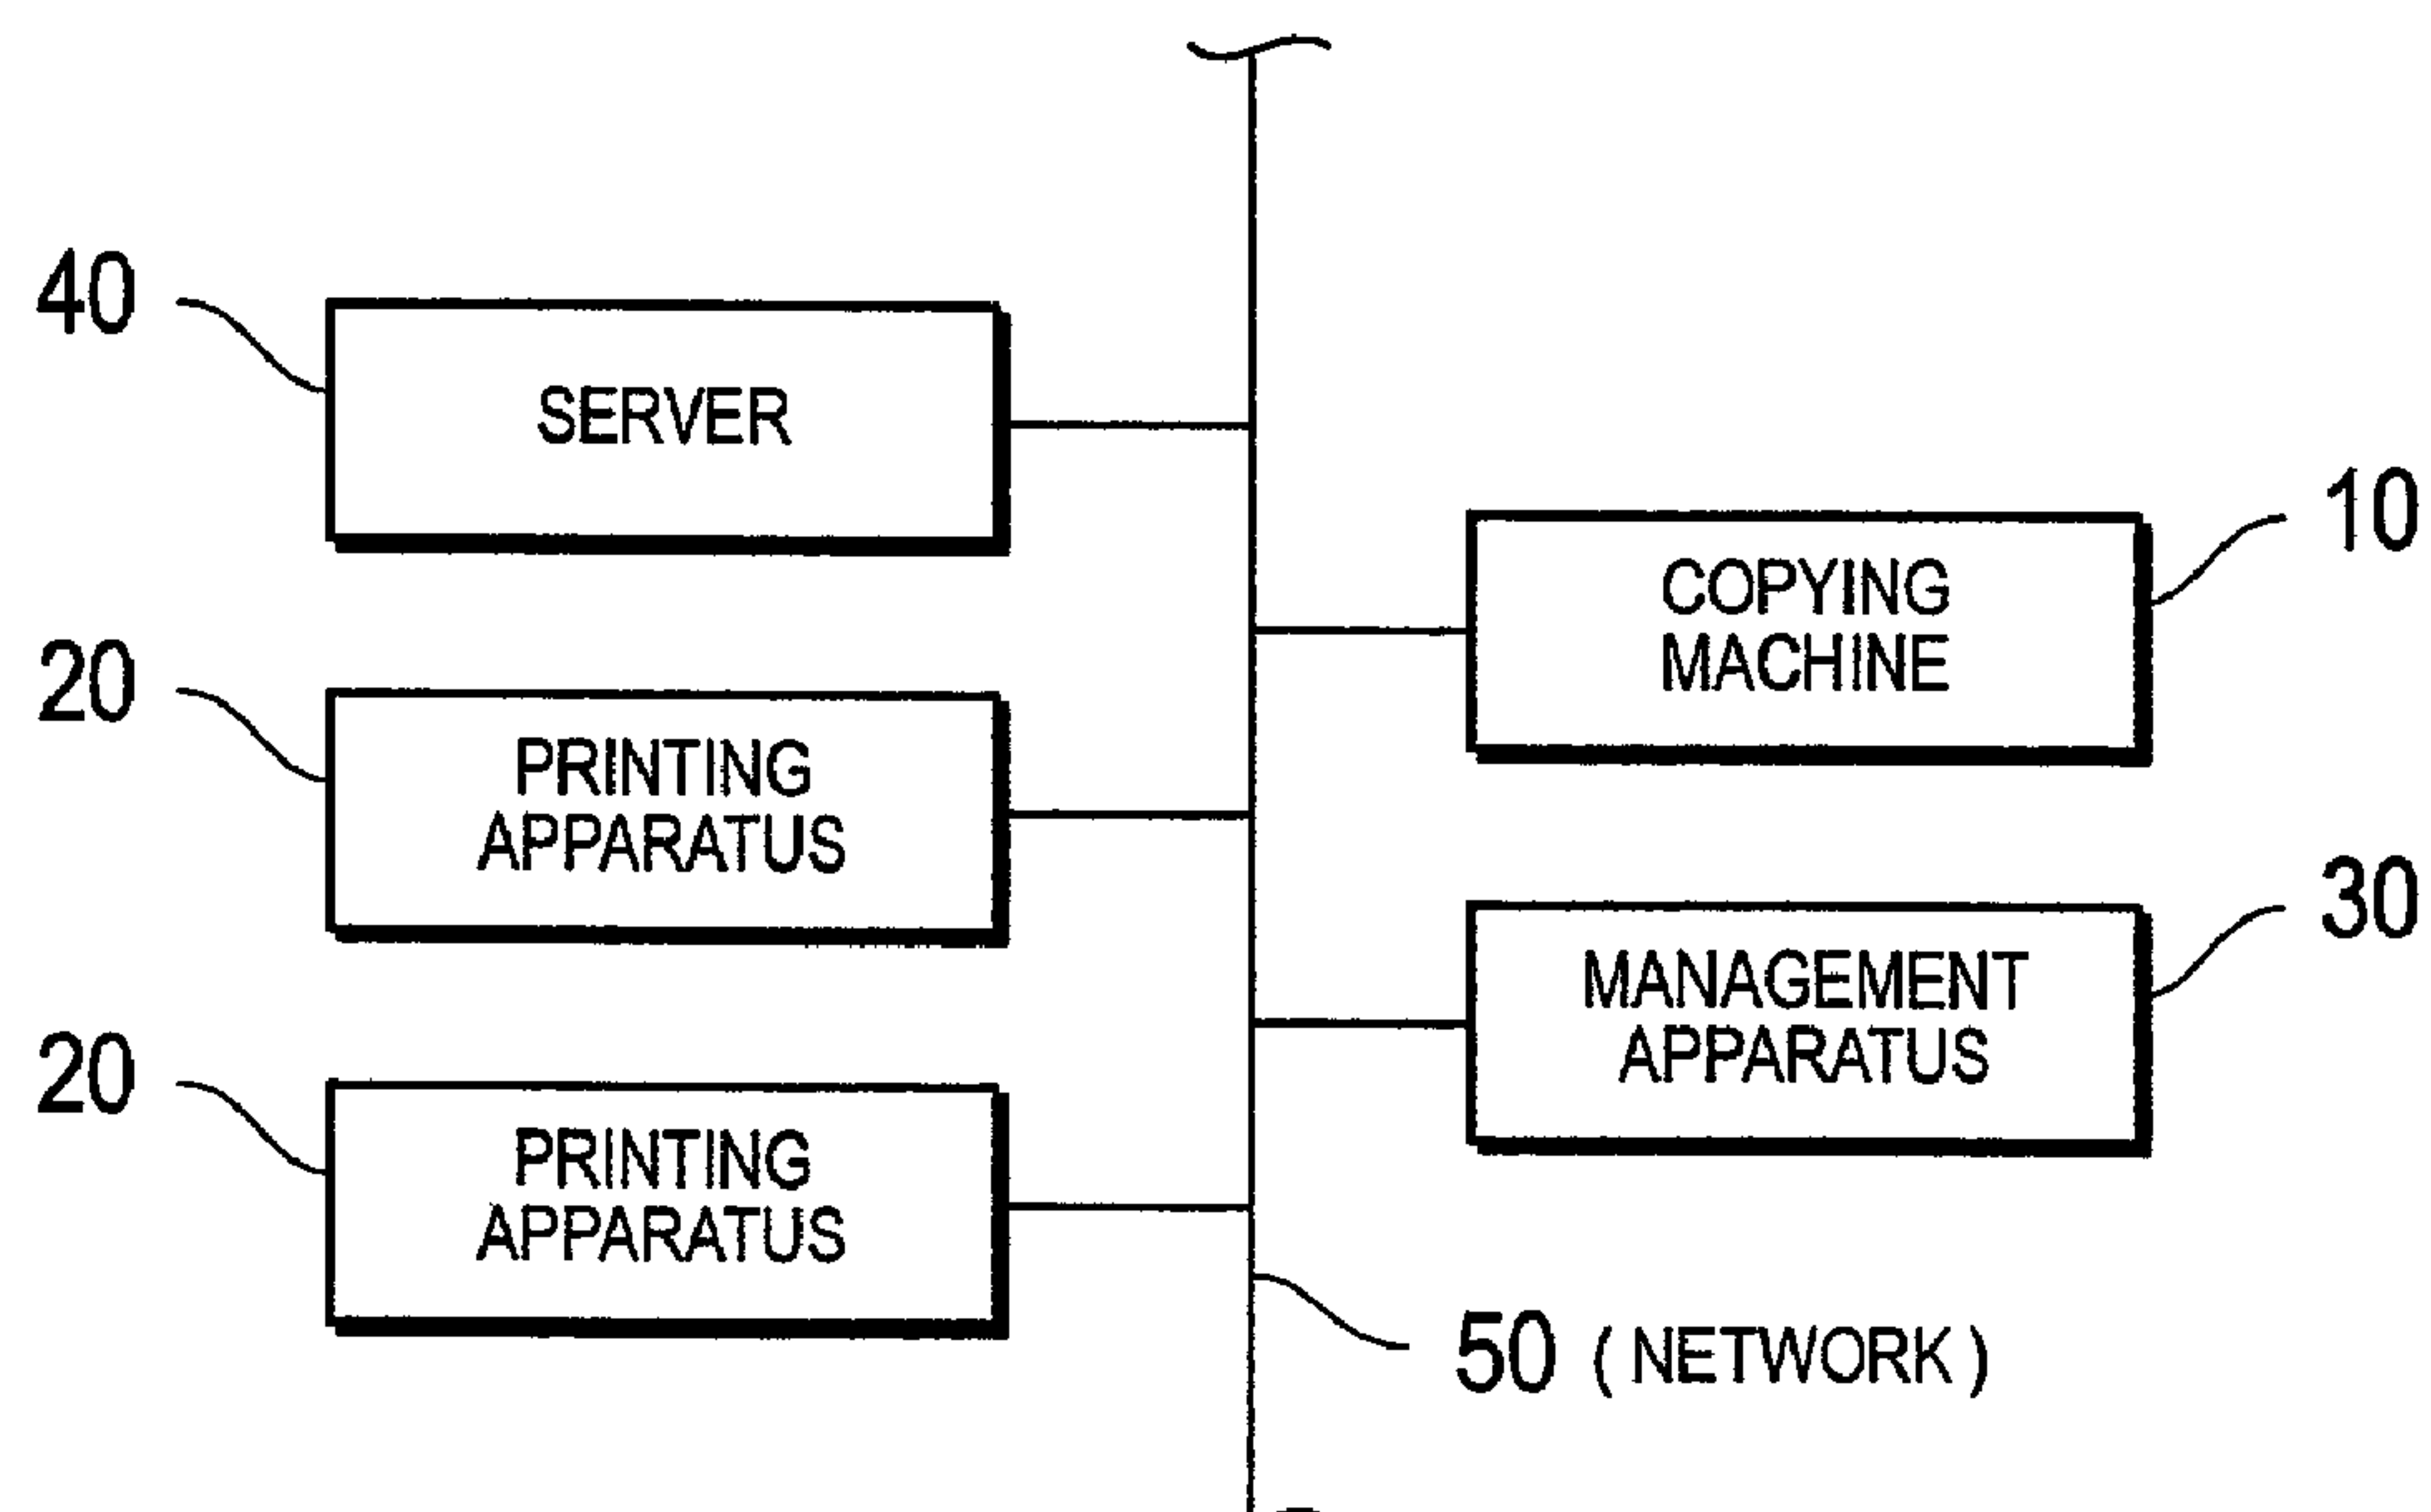 40
SERVER
10
COPYING
MACHINE
20
PRINTING
APPARATUS
30
MANAGEMENT
APPARATUS
20
PRINTING
APPARATUS
50 ( NETWORK )